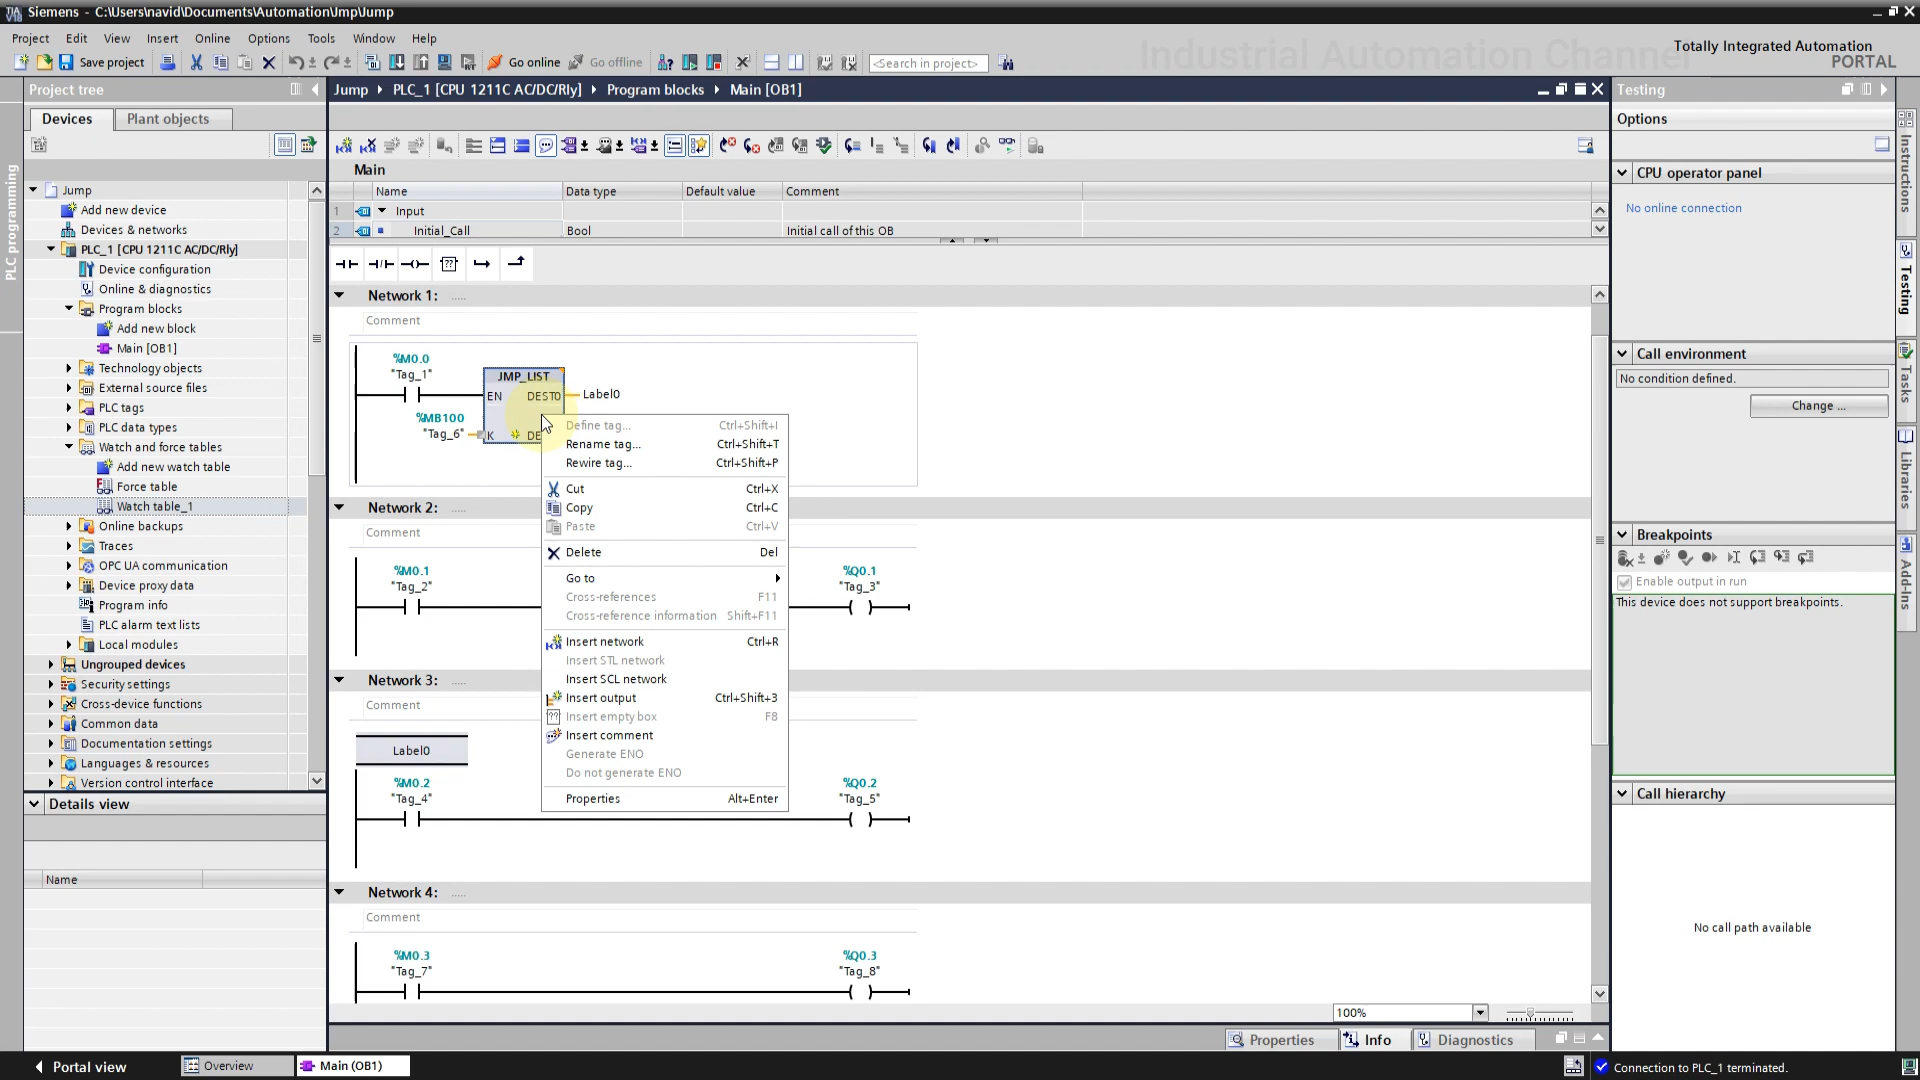 Siemens - C:\Users\navid\Documents\Automation\Jmp\Jump
Project Edit View Insert Online Options Tools Window Help
Industrial Automation Channel
Totally Integrated Automation
PORTAL
Save project
Go online
Go offline
<Search in project>
Project tree
Jump PLC_1 [CPU 1211C AC/DC/Rly] Program blocks Main [OB1]
Testing
Devices
Plant objects
Options
PLC programming
Main
Name Data type Default value Comment
1 Input
2 Initial_Call Bool Initial call of this OB
CPU operator panel
No online connection
Jump
Add new device
Devices & networks
PLC_1 [CPU 1211C AC/DC/Rly]
Device configuration
Online & diagnostics
Program blocks
Add new block
Main [OB1]
Technology objects
External source files
PLC tags
PLC data types
Watch and force tables
Add new watch table
Force table
Watch table_1
Online backups
Traces
OPC UA communication
Device proxy data
Program info
PLC alarm text lists
Local modules
Ungrouped devices
Security settings
Cross-device functions
Common data
Documentation settings
Languages & resources
Version control interface
Details view
Name
Network 1: .....
Comment
%M0.0
"Tag_1"
JMP_LIST
EN DEST0 Label0
%MB100
"Tag_6" K DE
Network 2: .....
Comment
%M0.1
"Tag_2"
%Q0.1
"Tag_3"
Network 3: .....
Comment
Label0
%M0.2
"Tag_4"
%Q0.2
"Tag_5"
Network 4: .....
Comment
%M0.3
"Tag_7"
%Q0.3
"Tag_8"
Define tag... Ctrl+Shift+I
Rename tag... Ctrl+Shift+T
Rewire tag... Ctrl+Shift+P
Cut Ctrl+X
Copy Ctrl+C
Paste Ctrl+V
Delete Del
Go to
Cross-references F11
Cross-reference information Shift+F11
Insert network Ctrl+R
Insert STL network
Insert SCL network
Insert output Ctrl+Shift+3
Insert empty box F8
Insert comment
Generate ENO
Do not generate ENO
Properties Alt+Enter
100%
Properties Info Diagnostics
Call environment
No condition defined.
Change ...
Breakpoints
Enable output in run
This device does not support breakpoints.
Call hierarchy
No call path available
Instructions
Testing
Tasks
Libraries
Add-Ins
Portal view
Overview
Main (OB1)
Connection to PLC_1 terminated.